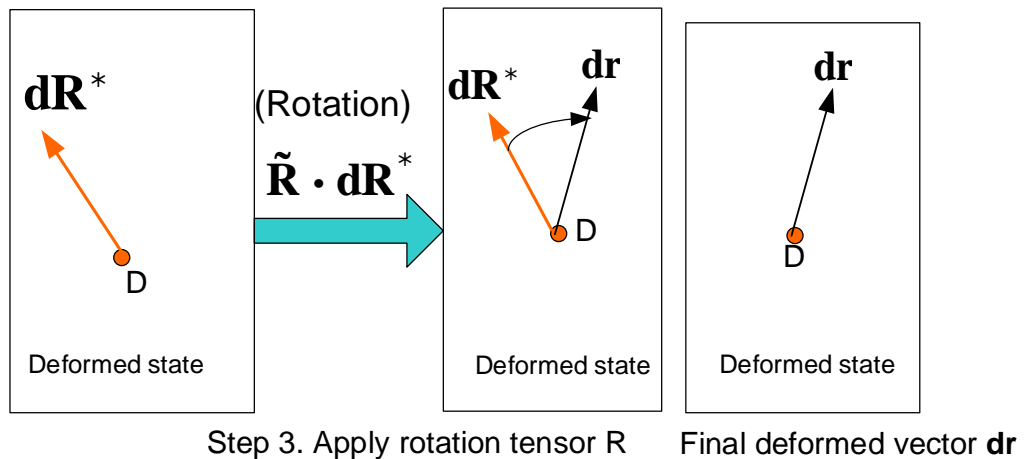 dR*
D
Deformed state
(Rotation)
R̃ · dR*
dR*
dr
D
Deformed state
dr
D
Deformed state
Step 3. Apply rotation tensor R
Final deformed vector dr